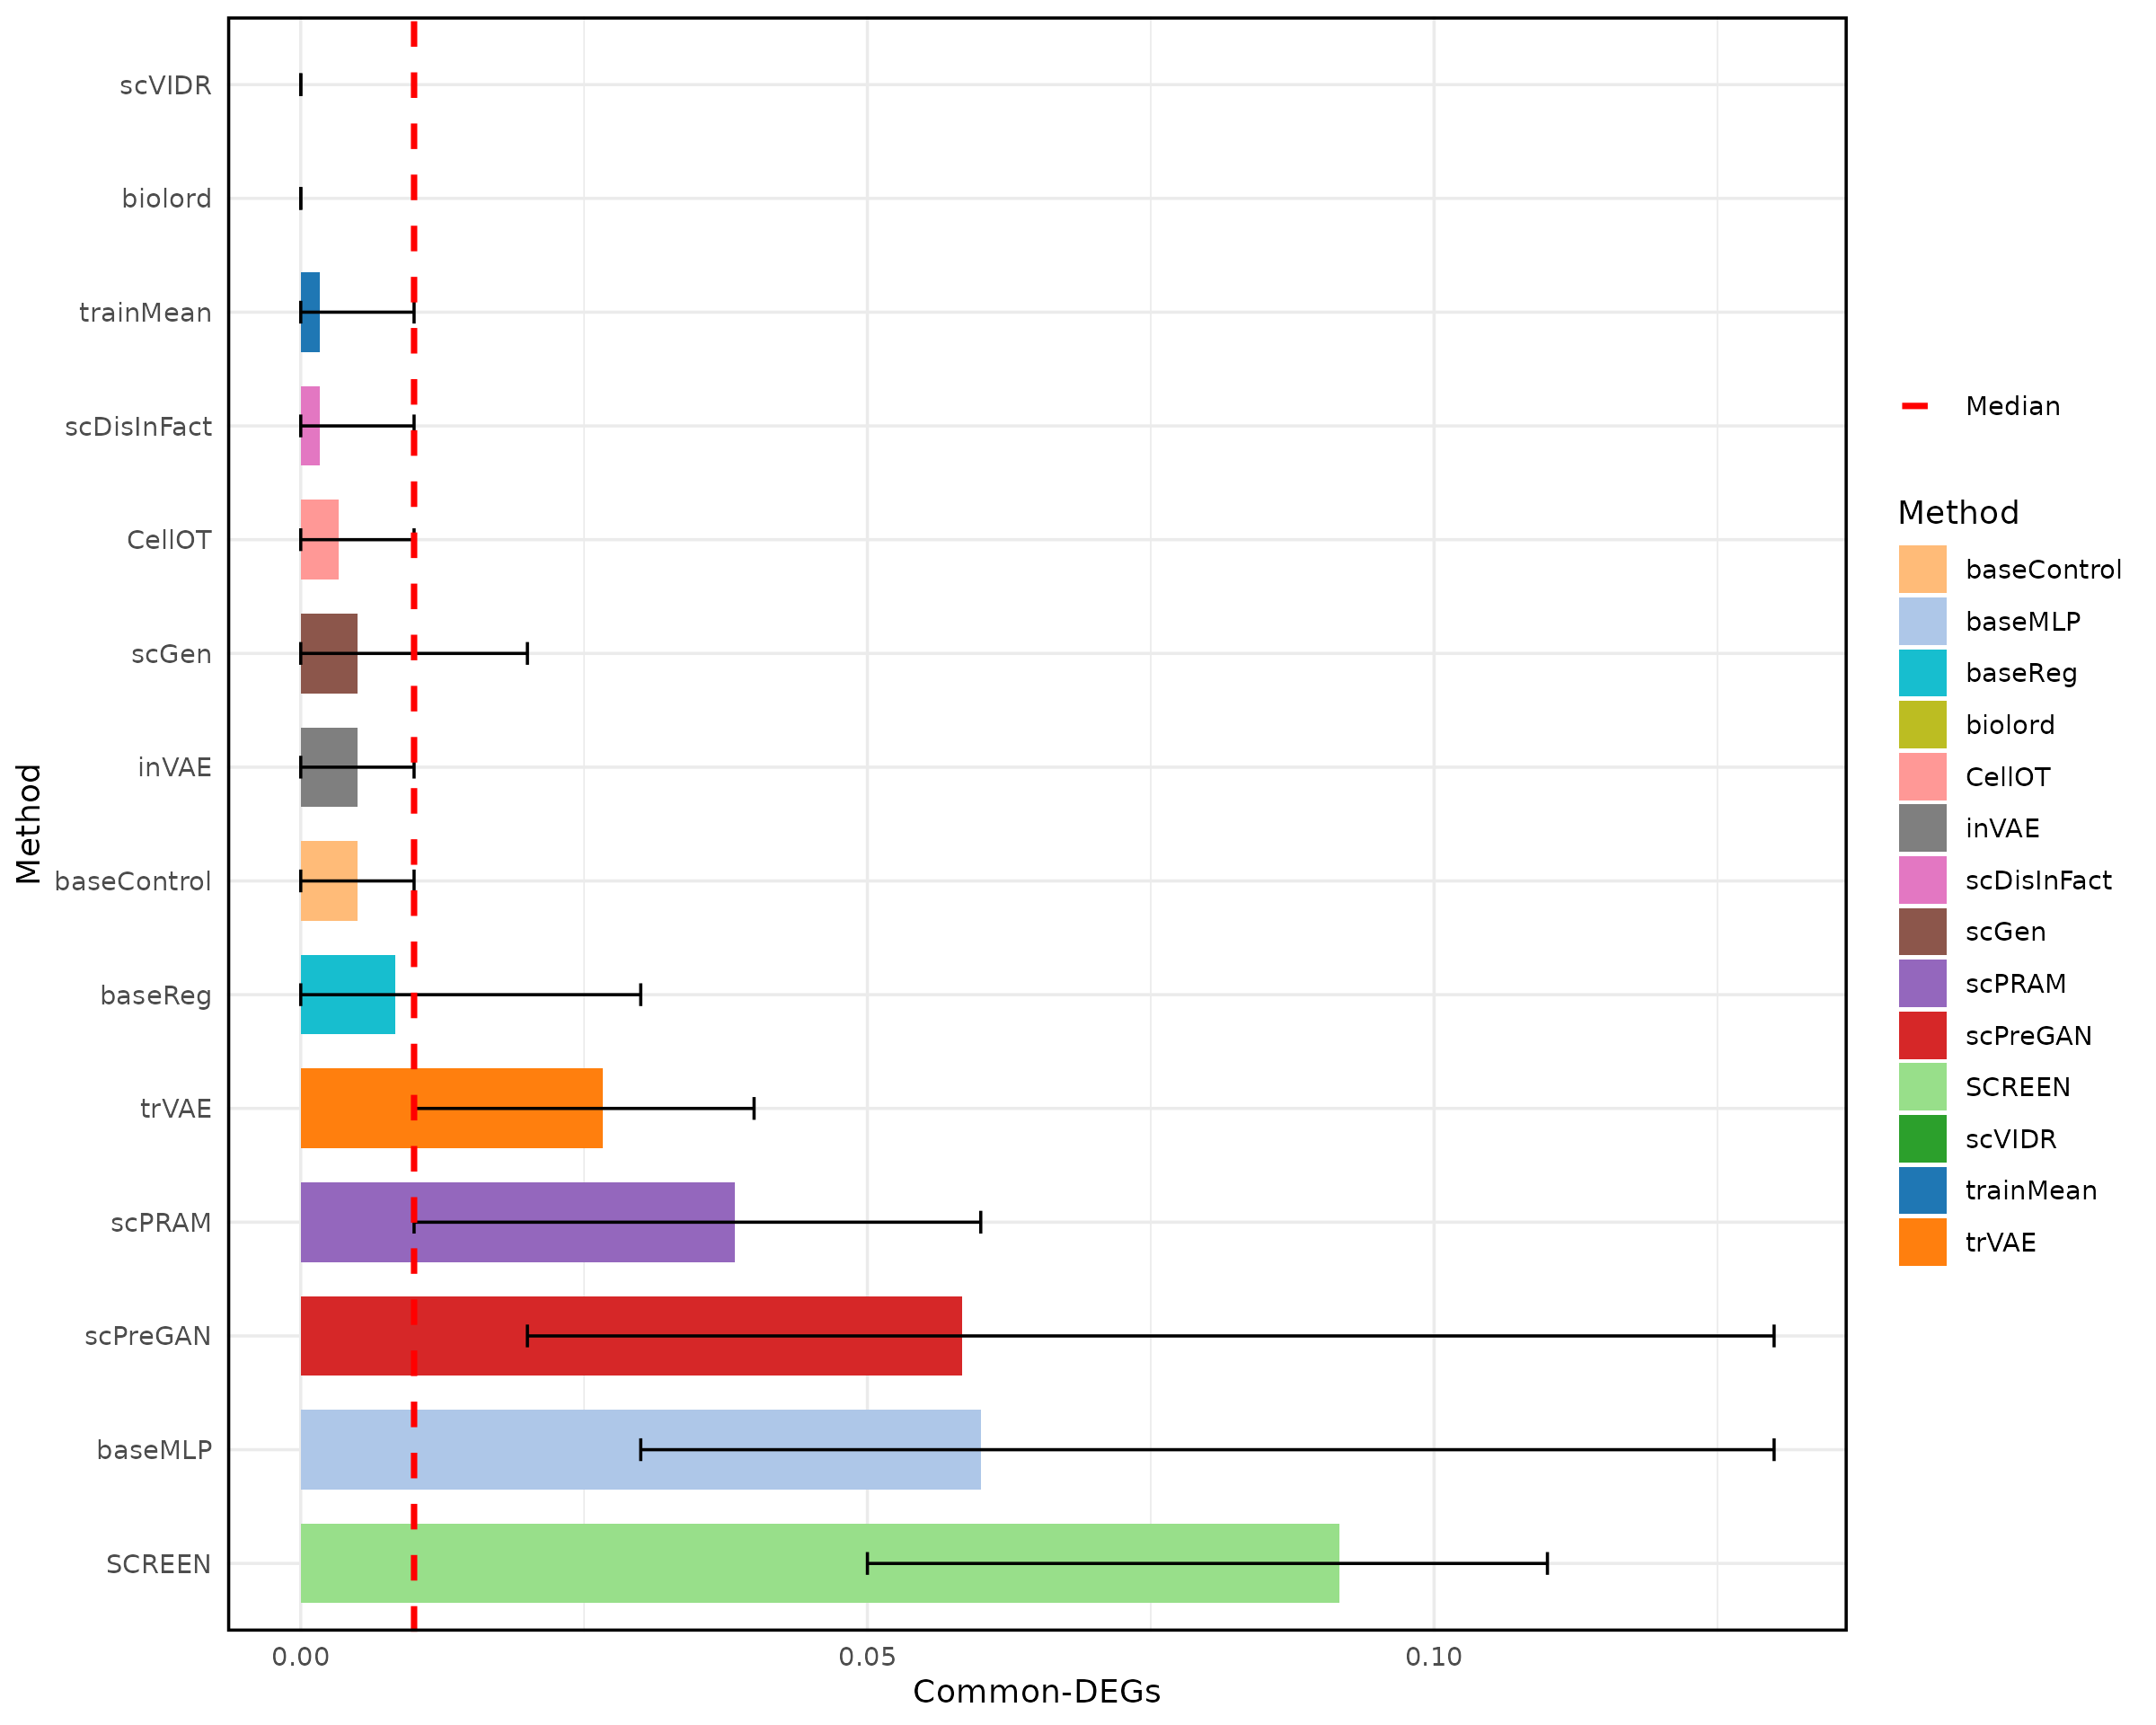 scVIDR
biolord
trainMean
scDisInFact
CellOT
scGen
inVAE
baseControl
baseReg
trVAE
scPRAM
scPreGAN
baseMLP
SCREEN
Method
0.00
0.05
0.10
Common-DEGs
Median
Method
baseControl
baseMLP
baseReg
biolord
CellOT
inVAE
scDisInFact
scGen
scPRAM
scPreGAN
SCREEN
scVIDR
trainMean
trVAE